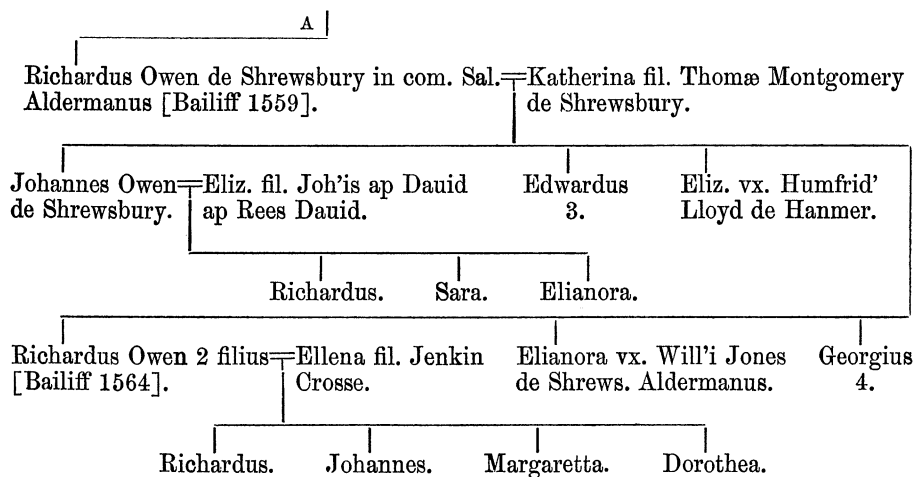 A
Richardus Owen de Shrewsbury in com. Sal. Katherina fil. Thomæ Montgomery
Aldermanus [Bailiff 1559]. de Shrewsbury.
Johannes Owen Eliz. fil. Joh'is ap Dauid Edwardus Eliz. vx. Humfrid'
de Shrewsbury. ap Rees Dauid. 3. Lloyd de Hanmer.
Richardus. Sara. Elianora.
Richardus Owen 2 filius Ellena fil. Jenkin Elianora vx. Will'i Jones Georgius
[Bailiff 1564]. Crosse. de Shrews. Aldermanus. 4.
Richardus. Johannes. Margaretta. Dorothea.